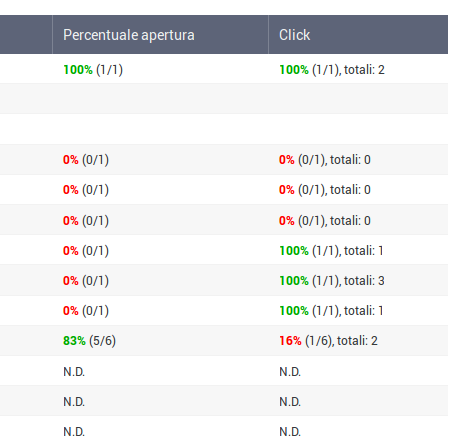 Percentuale apertura Click
100% (1/1) 100% (1/1), totali: 2
0% (0/1) 0% (0/1), totali: 0
0% (0/1) 0% (0/1), totali: 0
0% (0/1) 0% (0/1), totali: 0
0% (0/1) 100% (1/1), totali: 1
0% (0/1) 100% (1/1), totali: 3
0% (0/1) 100% (1/1), totali: 1
83% (5/6) 16% (1/6), totali: 2
N.D. N.D.
N.D. N.D.
N.D. N.D.